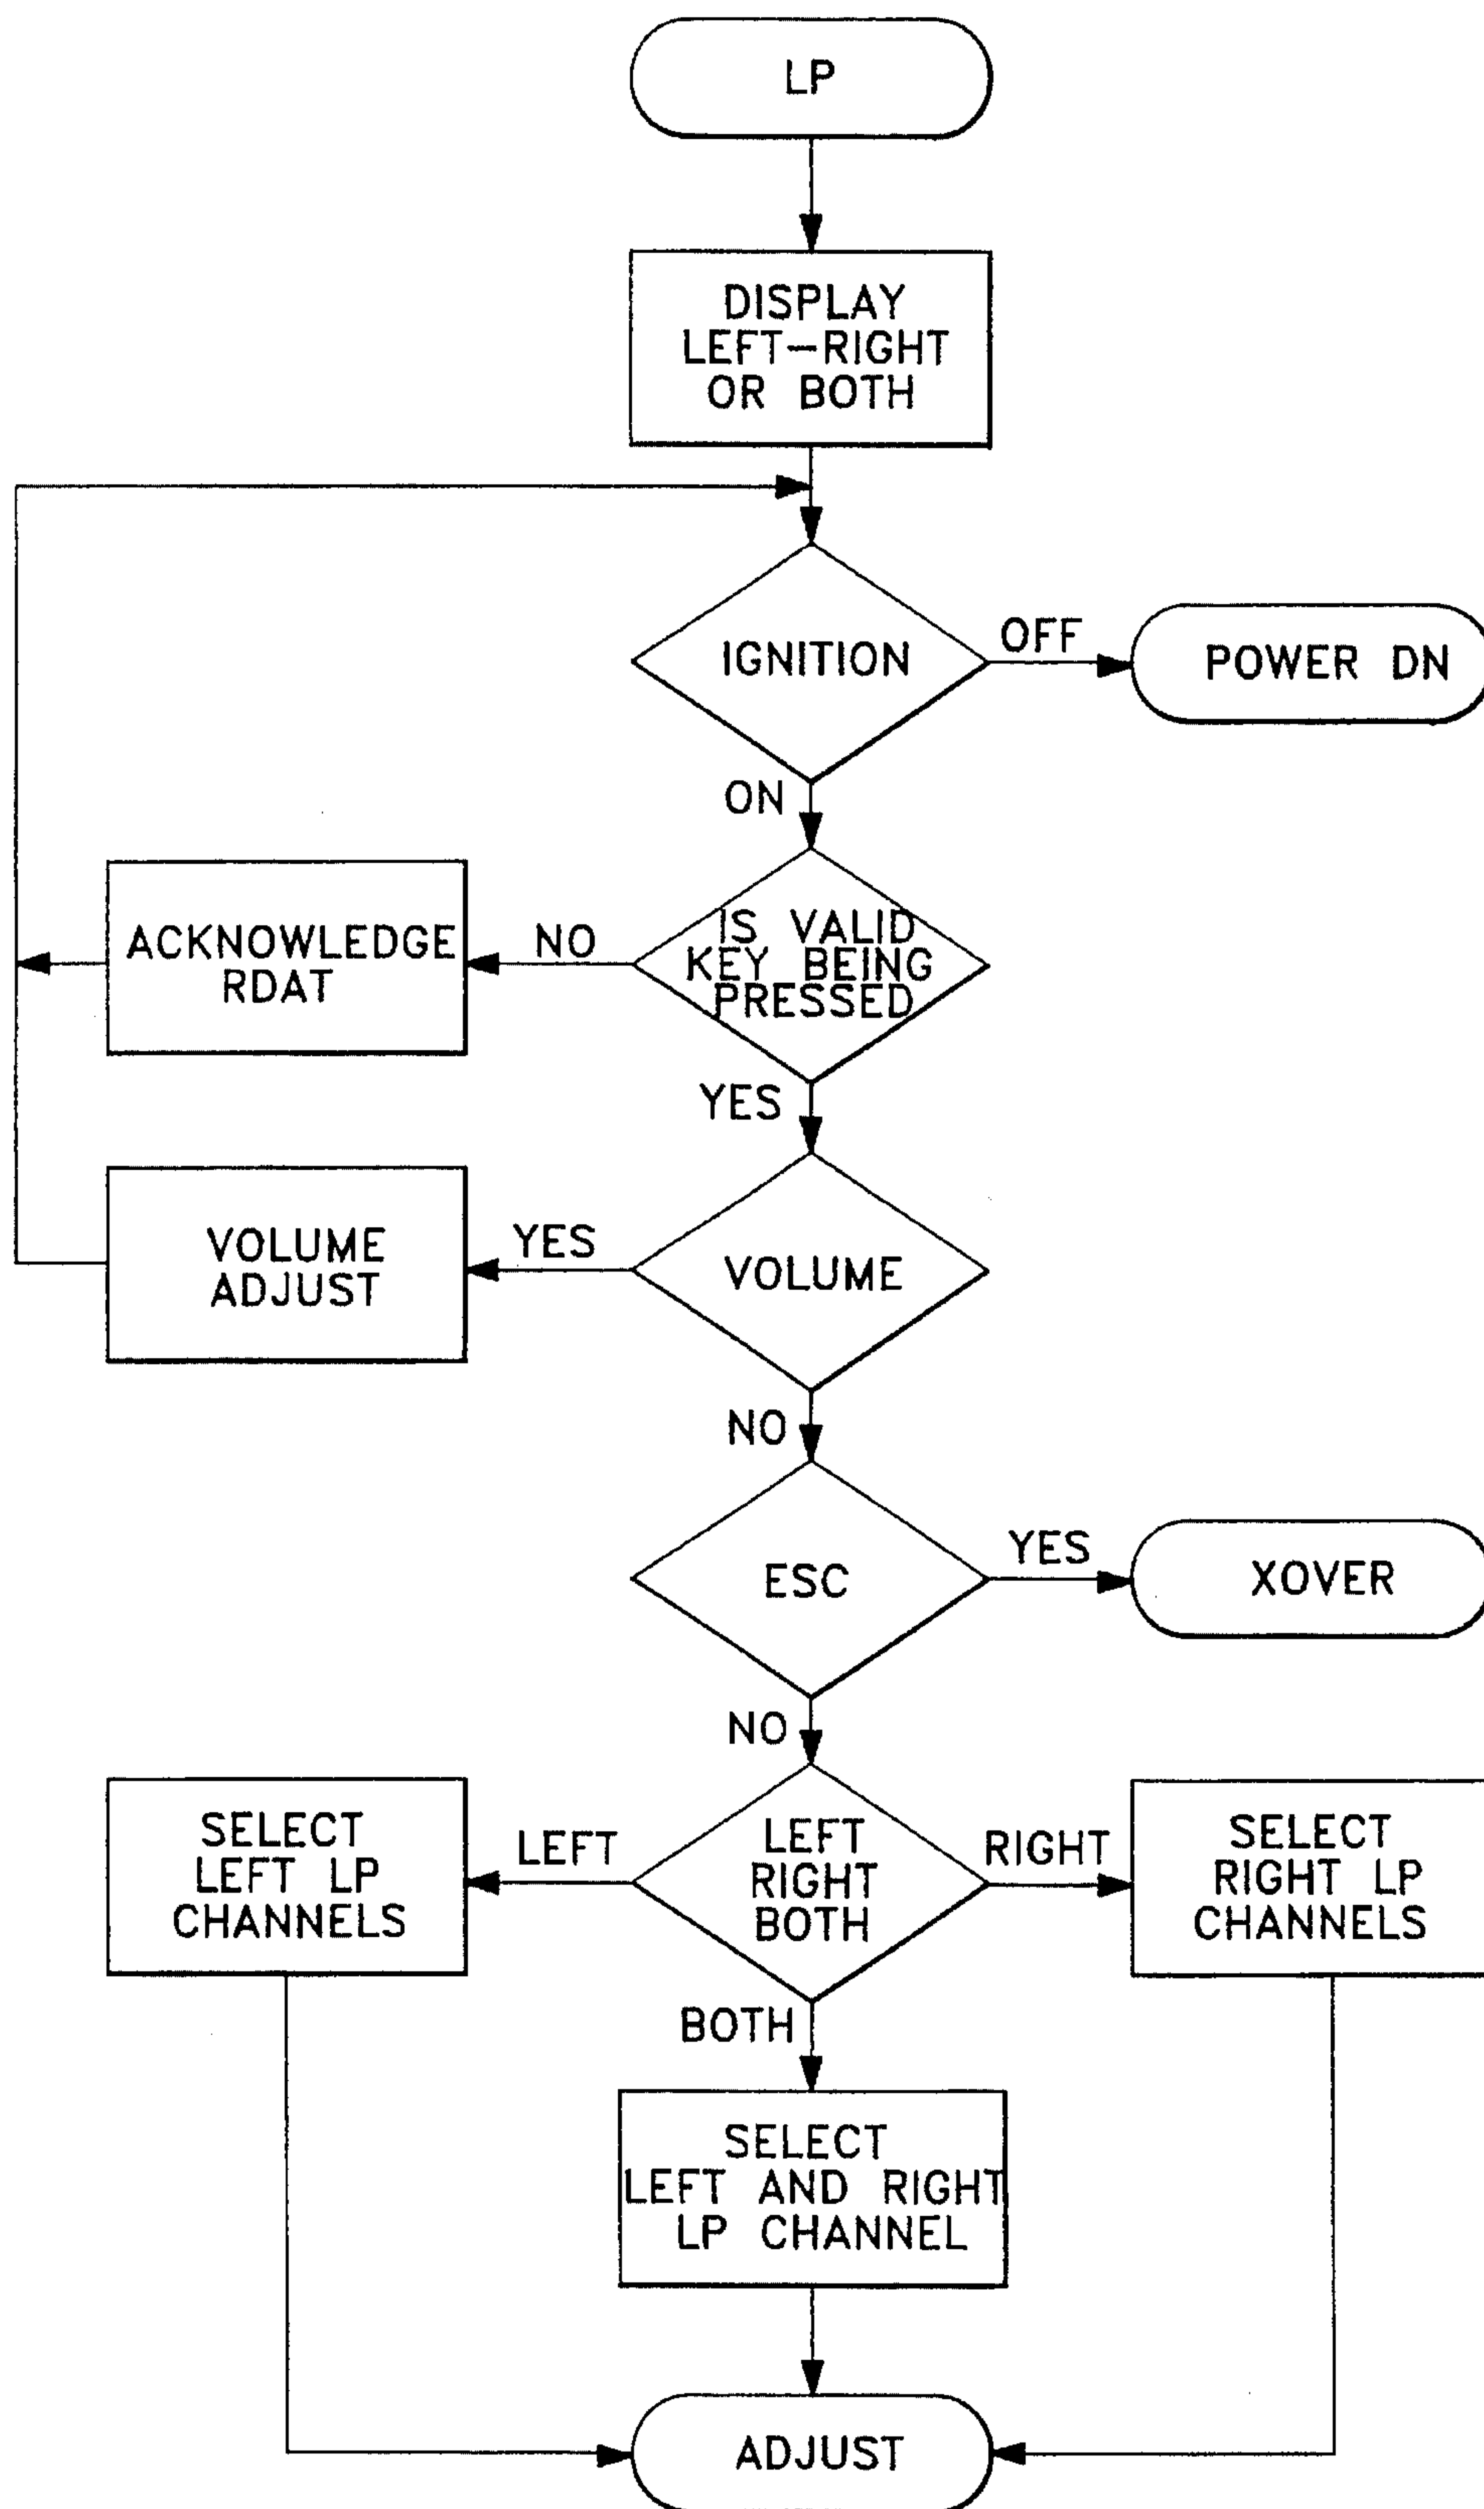 LP
DISPLAY
LEFT-RIGHT
OR BOTH
IGNITION
OFF
POWER DN
ON
IS VALID
KEY BEING
PRESSED
NO
ACKNOWLEDGE
RDAT
YES
VOLUME
YES
VOLUME
ADJUST
NO
ESC
YES
XOVER
NO
LEFT
RIGHT
BOTH
LEFT
SELECT
LEFT LP
CHANNELS
RIGHT
SELECT
RIGHT LP
CHANNELS
BOTH
SELECT
LEFT AND RIGHT
LP CHANNEL
ADJUST